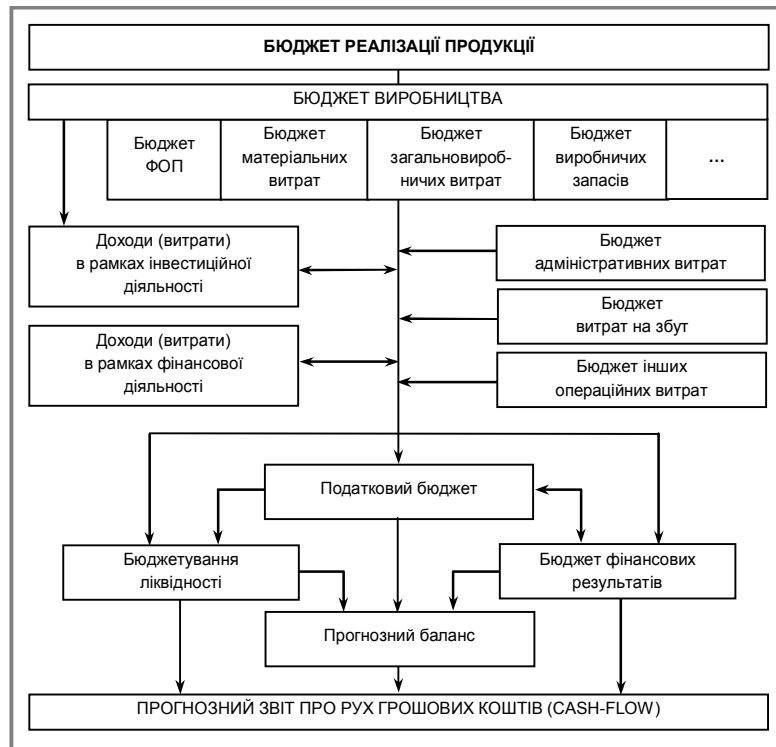 БЮДЖЕТ РЕАЛІЗАЦІЇ ПРОДУКЦІЇ
БЮДЖЕТ ВИРОБНИЦТВА
Бюджет
ФОП
Бюджет
матеріальних
витрат
Бюджет
загальновироб-
ничих витрат
Бюджет
виробничих
запасів
...
Доходи (витрати)
в рамках інвестиційної
діяльності
Бюджет
адміністративних витрат
Бюджет
витрат на збут
Доходи (витрати)
в рамках фінансової
діяльності
Бюджет інших
операційних витрат
Податковий бюджет
Бюджетування
ліквідності
Бюджет фінансових
результатів
Прогнозний баланс
ПРОГНОЗНИЙ ЗВІТ ПРО РУХ ГРОШОВИХ КОШТІВ (CASH-FLOW)